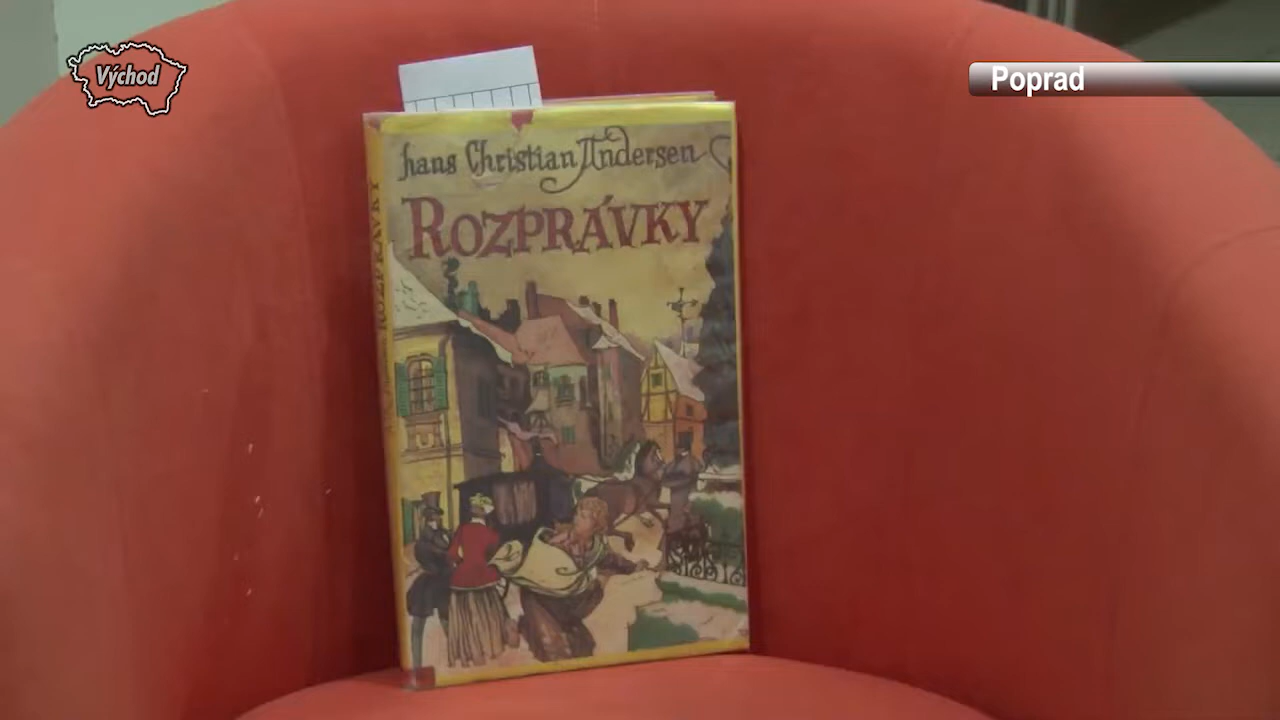 Východ
Poprad
hans Christian Andersen
ROZPRÁVKY
ROZPRÁVKY